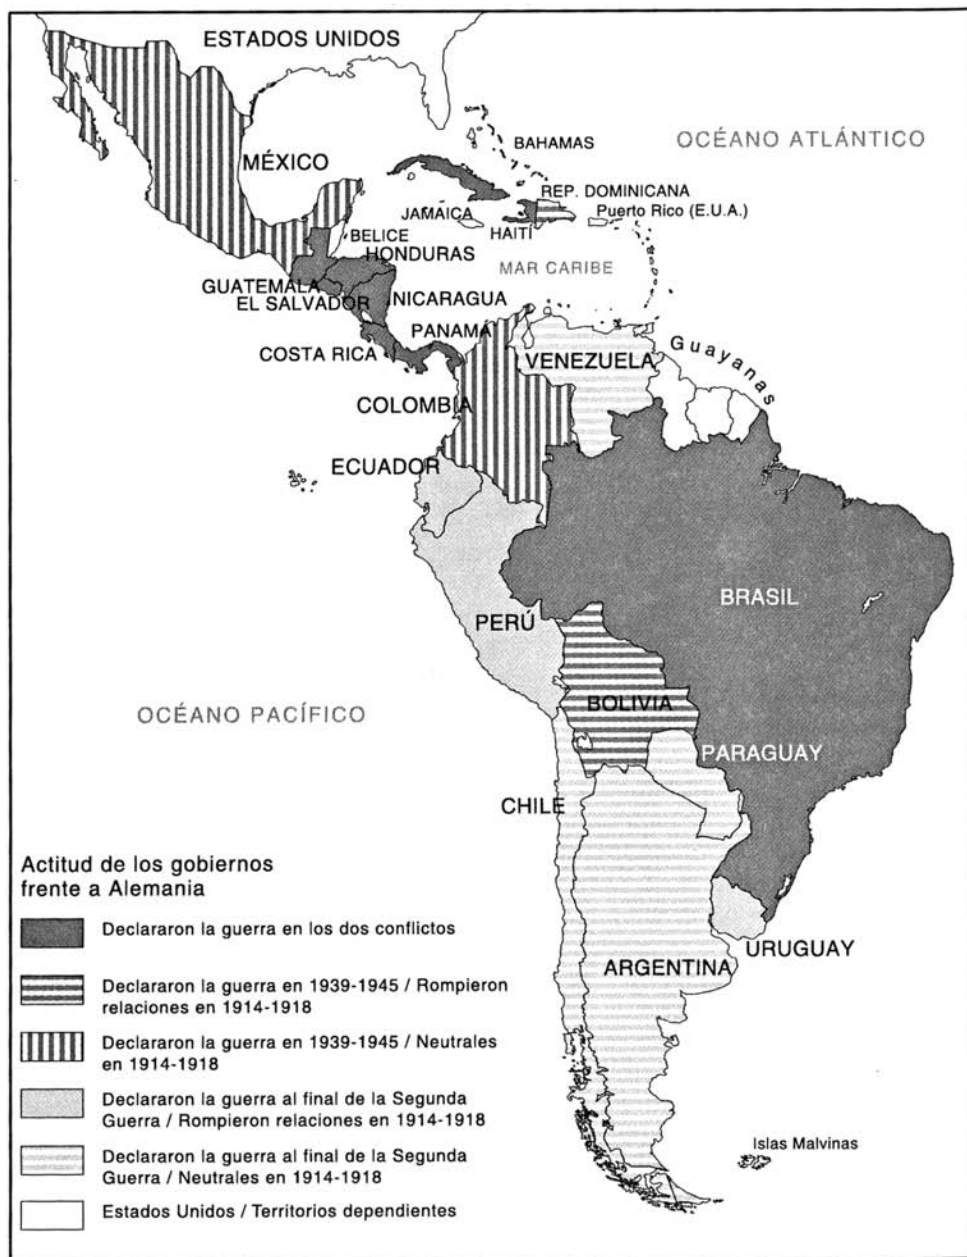 ESTADOS UNIDOS
OCÉANO ATLÁNTICO
BAHAMAS
MÉXICO
REP. DOMINICANA
JAMAICA
Puerto Rico (E.U.A.)
HAITÍ
BELICE
HONDURAS
MAR CARIBE
GUATEMALA
EL SALVADOR
NICARAGUA
PANAMÁ
COSTA RICA
VENEZUELA
Guayanas
COLOMBIA
ECUADOR
BRASIL
PERÚ
BOLIVIA
OCÉANO PACÍFICO
PARAGUAY
CHILE
URUGUAY
ARGENTINA
Islas Malvinas
Actitud de los gobiernos
frente a Alemania
Declararon la guerra en los dos conflictos
Declararon la guerra en 1939-1945 / Rompieron
relaciones en 1914-1918
Declararon la guerra en 1939-1945 / Neutrales
en 1914-1918
Declararon la guerra al final de la Segunda
Guerra / Rompieron relaciones en 1914-1918
Declararon la guerra al final de la Segunda
Guerra / Neutrales en 1914-1918
Estados Unidos / Territorios dependientes